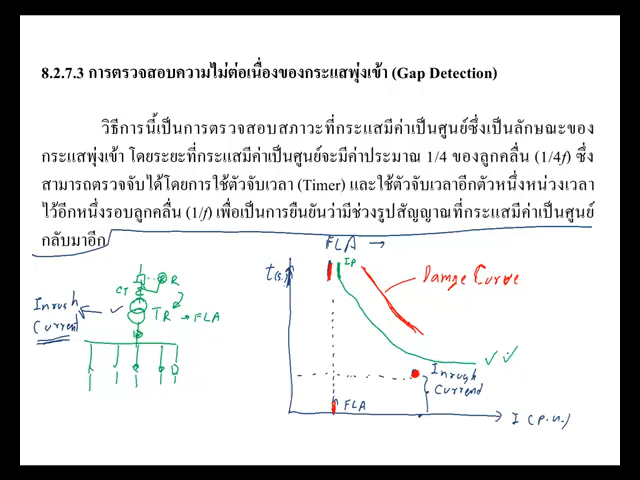 8.2.7.3 การตรวจสอบความไม่ต่อเนื่องของกระแสพุ่งเข้า (Gap Detection)
วิธีการนี้เป็นการตรวจสอบสภาวะที่กระแสมีค่าเป็นศูนย์ซึ่งเป็นลักษณะของ
กระแสพุ่งเข้า โดยระยะที่กระแสมีค่าเป็นศูนย์จะมีค่าประมาณ 1/4 ของลูกคลื่น (1/4f) ซึ่ง
สามารถตรวจจับได้โดยการใช้ตัวจับเวลา (Timer) และใช้ตัวจับเวลาอีกตัวหนึ่งหน่วงเวลา
ไว้อีกหนึ่งรอบลูกคลื่น (1/f) เพื่อเป็นการยืนยันว่ามีช่วงรูปสัญญาณที่กระแสมีค่าเป็นศูนย์
กลับมาอีก
FLA →
t(s) IP
Damge Curve
R
CT
TR → FLA
Inrugh
Current
Inrugh
Currend
FLA
I (p.u.)